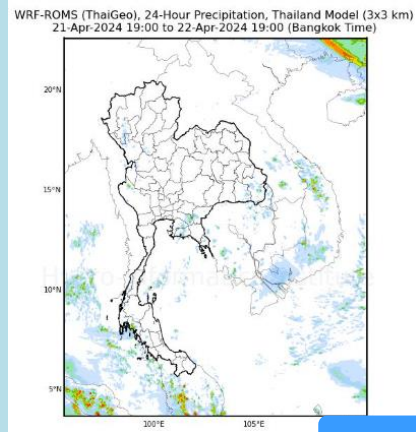 WRF-ROMS (ThaiGeo), 24-Hour Precipitation, Thailand Model (3x3 km)
21-Apr-2024 19:00 to 22-Apr-2024 19:00 (Bangkok Time)
20°N
15°N
10°N
5°N
100°E
105°E